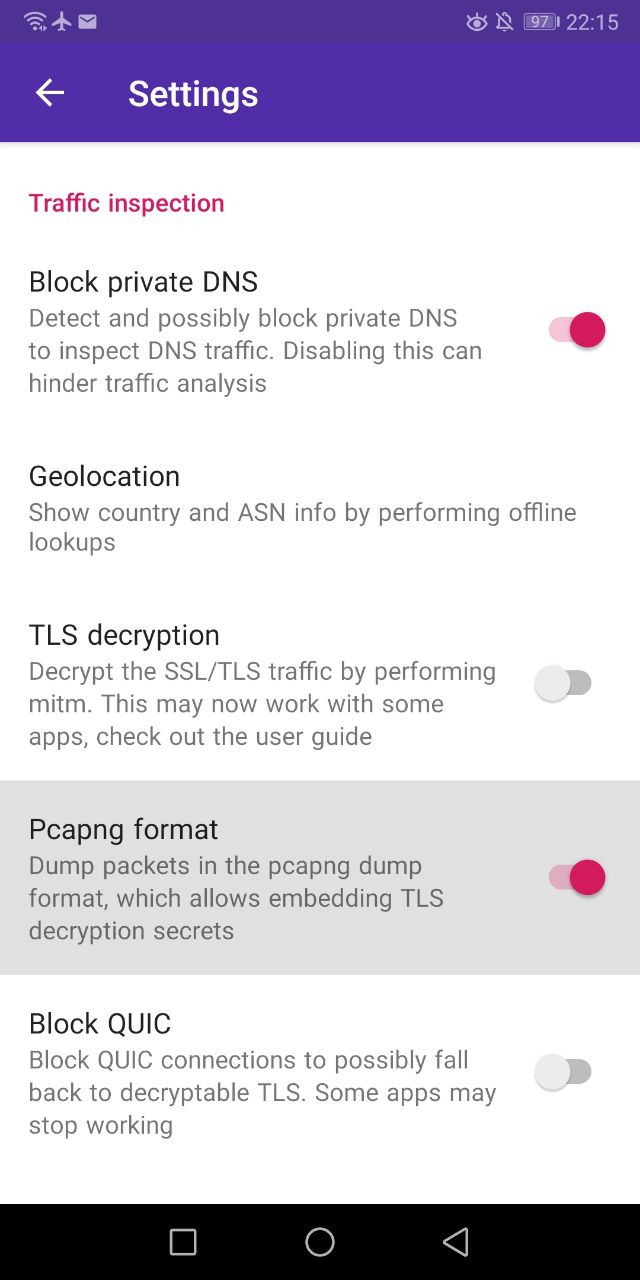 97 22:15
Settings
Traffic inspection
Block private DNS
Detect and possibly block private DNS
to inspect DNS traffic. Disabling this can
hinder traffic analysis
Geolocation
Show country and ASN info by performing offline
lookups
TLS decryption
Decrypt the SSL/TLS traffic by performing
mitm. This may now work with some
apps, check out the user guide
Pcapng format
Dump packets in the pcapng dump
format, which allows embedding TLS
decryption secrets
Block QUIC
Block QUIC connections to possibly fall
back to decryptable TLS. Some apps may
stop working